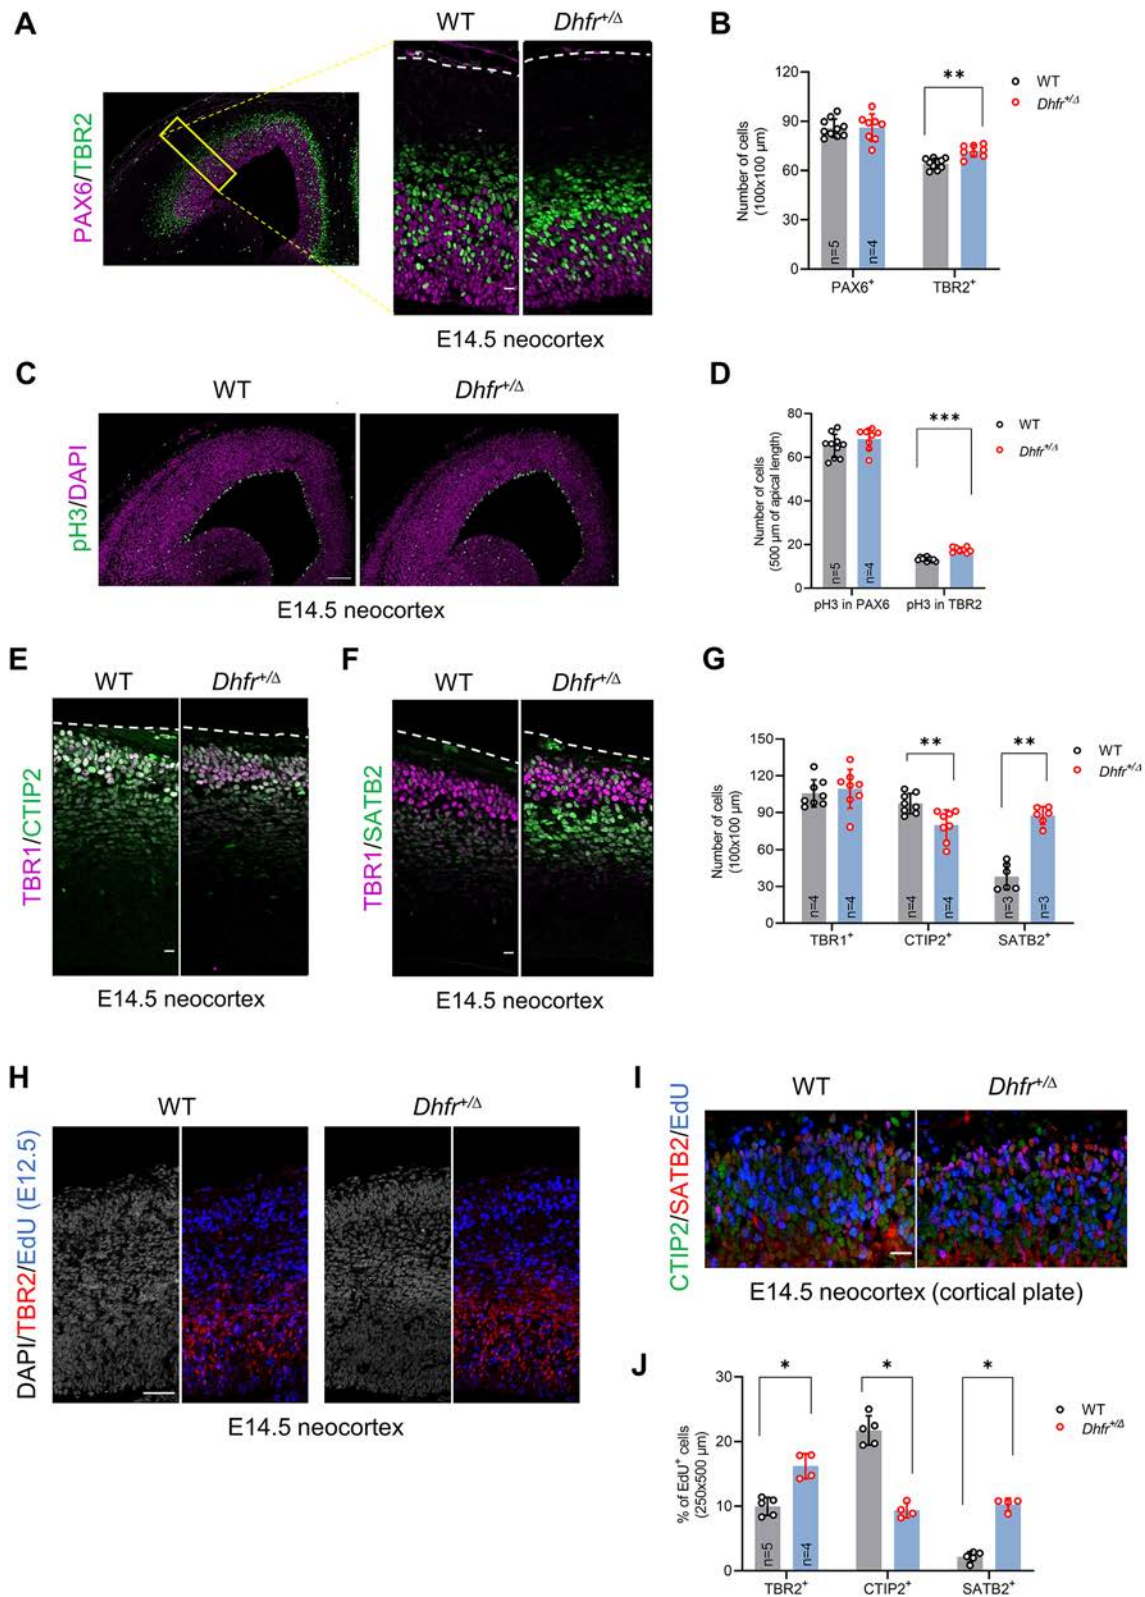 A
WT
Dhfr+/Δ
PAX6/TBR2
E14.5 neocortex
B
Number of cells
(100x100 µm)
120
90
60
30
0
**
WT
Dhfr+/Δ
n=5
n=4
PAX6+
TBR2+
C
WT
Dhfr+/Δ
pH3/DAPI
E14.5 neocortex
D
Number of cells
(500 µm of apical length)
80
60
40
20
0
***
WT
Dhfr+/Δ
n=5
n=4
pH3 in PAX6
pH3 in TBR2
E
WT
Dhfr+/Δ
TBR1/CTIP2
E14.5 neocortex
F
WT
Dhfr+/Δ
TBR1/SATB2
E14.5 neocortex
G
Number of cells
(100x100 µm)
150
120
90
60
30
0
**
**
WT
Dhfr+/Δ
n=4
n=4
n=4
n=4
n=3
n=3
TBR1+
CTIP2+
SATB2+
H
WT
Dhfr+/Δ
DAPI/TBR2/EdU (E12.5)
E14.5 neocortex
I
WT
Dhfr+/Δ
CTIP2/SATB2/EdU
E14.5 neocortex (cortical plate)
J
% of EdU+ cells
(250x500 µm)
30
20
10
0
*
*
*
WT
Dhfr+/Δ
n=5
n=4
TBR2+
CTIP2+
SATB2+